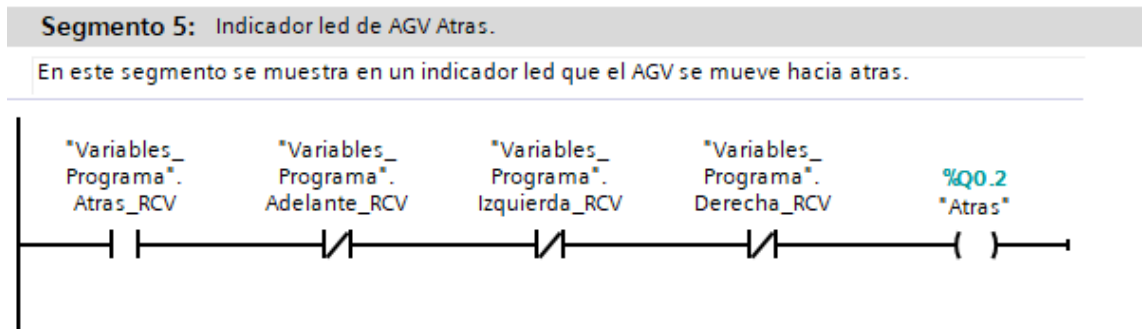 Segmento 5: Indicador led de AGV Atras.
En este segmento se muestra en un indicador led que el AGV se mueve hacia atras.
"Variables_
Programa".
Atras_RCV
"Variables_
Programa".
Adelante_RCV
"Variables_
Programa".
Izquierda_RCV
"Variables_
Programa".
Derecha_RCV
%Q0.2
"Atras"